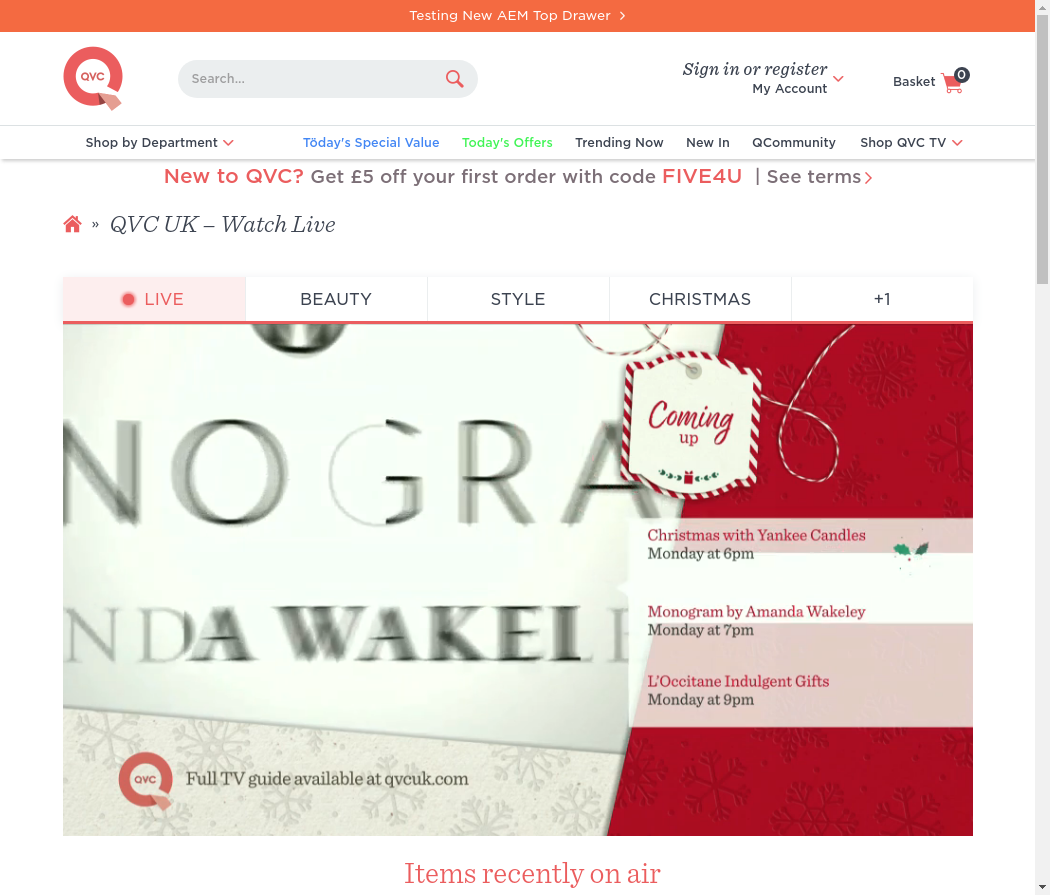 Testing New AEM Top Drawer
QVC
Search...
Sign in or register
My Account
Basket
0
Shop by Department
Töday's Special Value
Today's Offers
Trending Now
New In
QCommunity
Shop QVC TV
New to QVC? Get £5 off your first order with code FIVE4U | See terms
» QVC UK – Watch Live
LIVE
BEAUTY
STYLE
CHRISTMAS
+1
NOGRA
Coming
up
Christmas with Yankee Candles
Monday at 6pm
Monogram by Amanda Wakeley
Monday at 7pm
NDA WAKELE
L'Occitane Indulgent Gifts
Monday at 9pm
QVC
Full TV guide available at qvcuk.com
Items recently on air